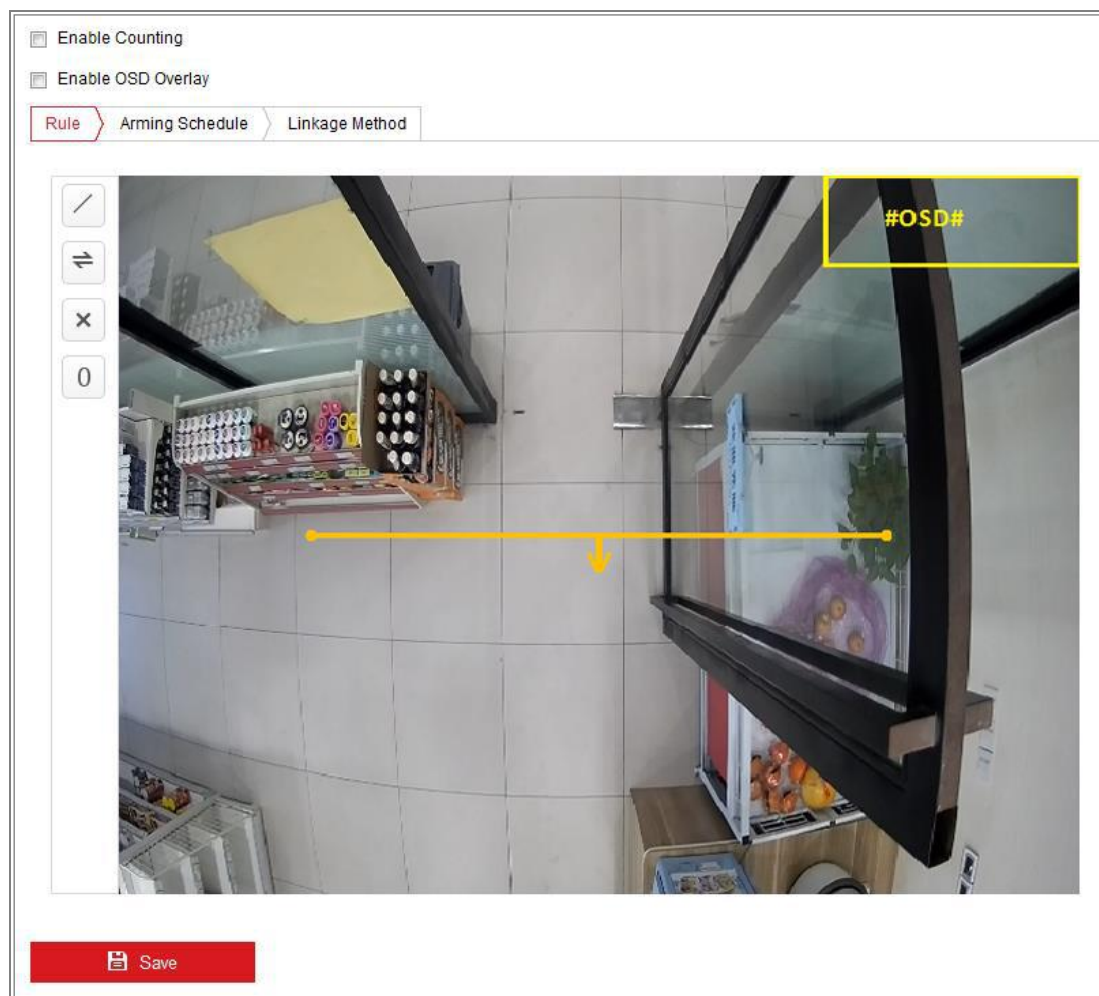 Enable Counting
Enable OSD Overlay
Rule
Arming Schedule
Linkage Method
#OSD#
0
Save